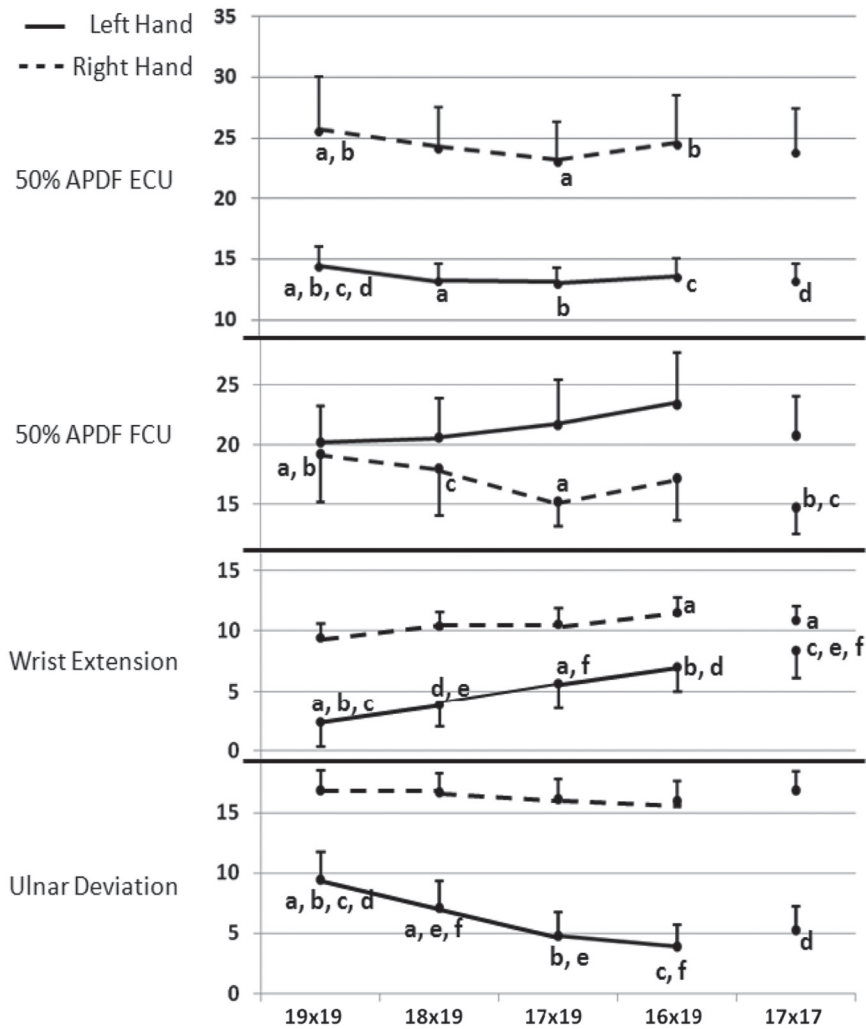 Left Hand
Right Hand
50% APDF ECU
35
30
25
20
15
10
a, b
a
b
a, b, c, d
a
b
c
d
50% APDF FCU
25
20
15
a, b
c
a
b, c
Wrist Extension
15
10
5
0
a
a
a, b, c
d, e
a, f
b, d
c, e, f
Ulnar Deviation
15
10
5
0
a, b, c, d
a, e, f
b, e
c, f
d
19x19 18x19 17x19 16x19 17x17